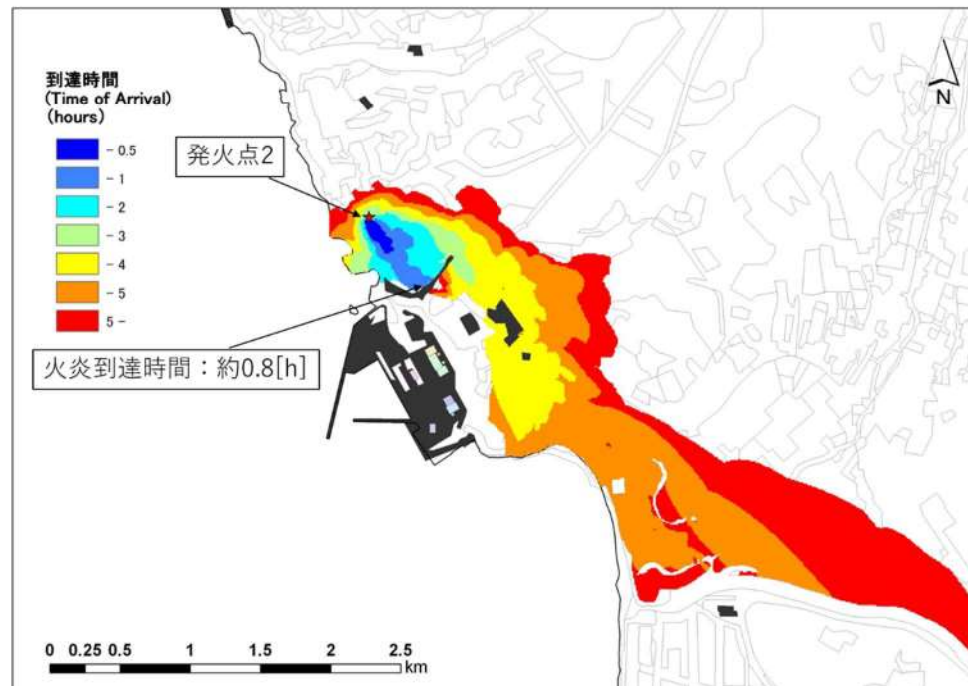 到達時間
(Time of Arrival)
(hours)
- 0.5
- 1
- 2
- 3
- 4
- 5
5 -
発火点2
火炎到達時間：約0.8[h]
N
0 0.25 0.5 1 1.5 2 2.5
km